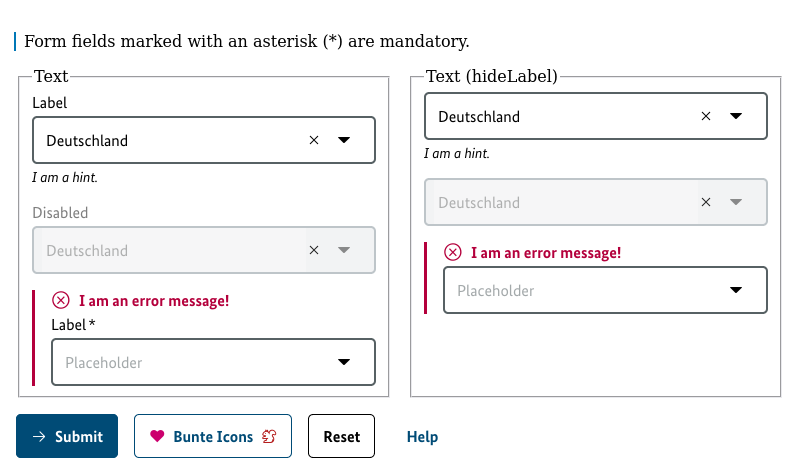 Form fields marked with an asterisk (*) are mandatory.
Text
Label
Deutschland
I am a hint.
Disabled
Deutschland
I am an error message!
Label *
Placeholder
Text (hideLabel)
Deutschland
I am a hint.
Deutschland
I am an error message!
Placeholder
Submit
Bunte Icons
Reset
Help